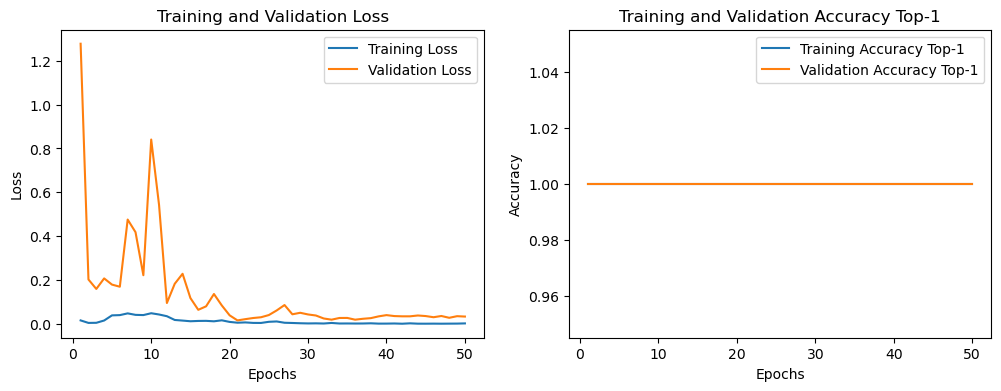 Training and Validation Loss
Training Loss
Validation Loss
1.2
1.0
0.8
0.6
0.4
0.2
0.0
Loss
0
10
20
30
40
50
Epochs
Training and Validation Accuracy Top-1
Training Accuracy Top-1
Validation Accuracy Top-1
1.04
1.02
1.00
0.98
0.96
Accuracy
0
10
20
30
40
50
Epochs